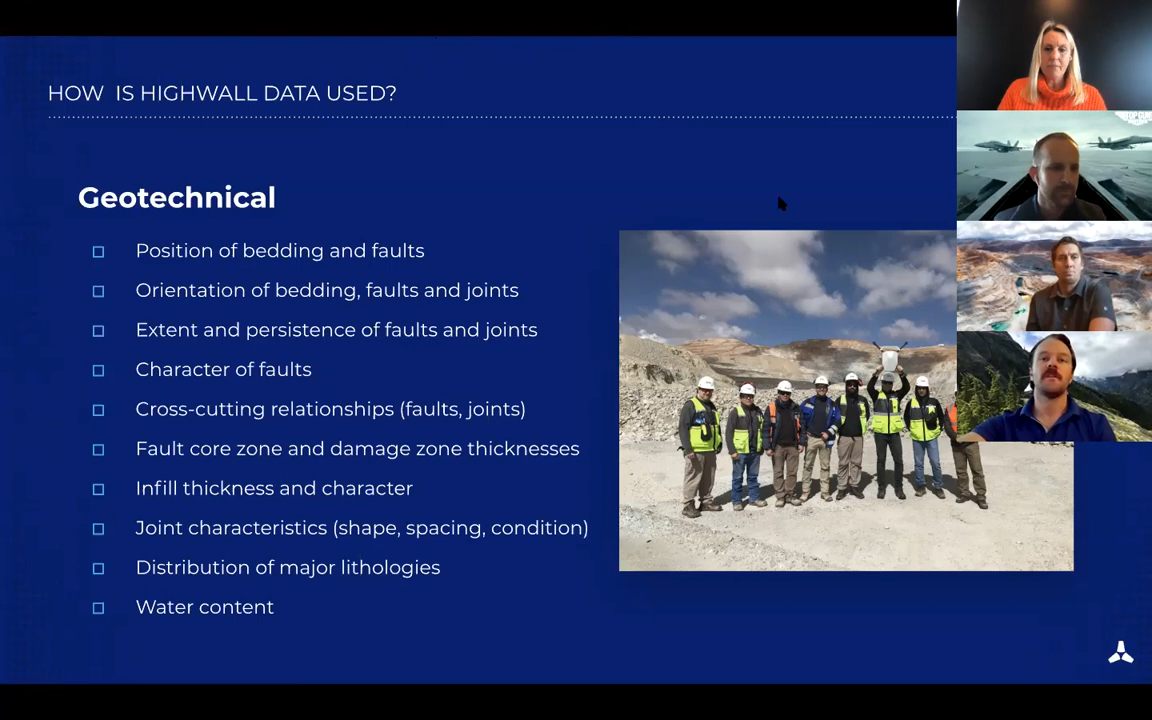 HOW IS HIGHWALL DATA USED?
Geotechnical
Position of bedding and faults
Orientation of bedding, faults and joints
Extent and persistence of faults and joints
Character of faults
Cross-cutting relationships (faults, joints)
Fault core zone and damage zone thicknesses
Infill thickness and character
Joint characteristics (shape, spacing, condition)
Distribution of major lithologies
Water content